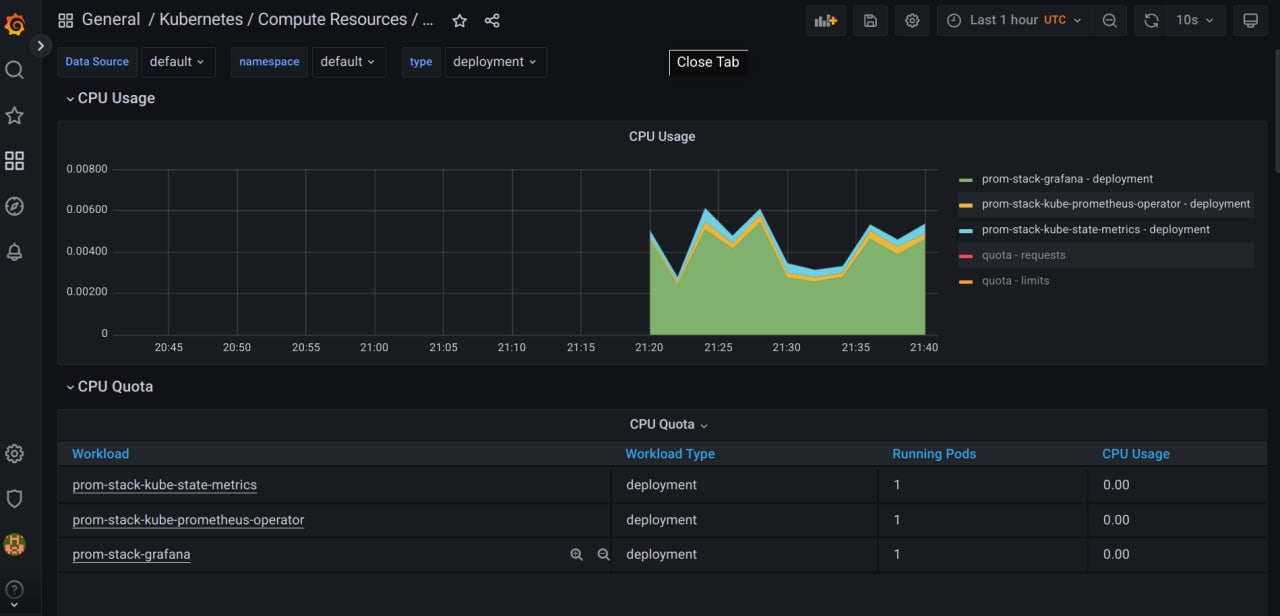 General / Kubernetes / Compute Resources / ...
Last 1 hour UTC
10s
Data Source default namespace default type deployment
Close Tab
CPU Usage
CPU Usage
0.00800
0.00600
0.00400
0.00200
0
20:45 20:50 20:55 21:00 21:05 21:10 21:15 21:20 21:25 21:30 21:35 21:40
prom-stack-grafana - deployment
prom-stack-kube-prometheus-operator - deployment
prom-stack-kube-state-metrics - deployment
quota - requests
quota - limits
CPU Quota
CPU Quota
Workload Workload Type Running Pods CPU Usage
prom-stack-kube-state-metrics deployment 1 0.00
prom-stack-kube-prometheus-operator deployment 1 0.00
prom-stack-grafana deployment 1 0.00